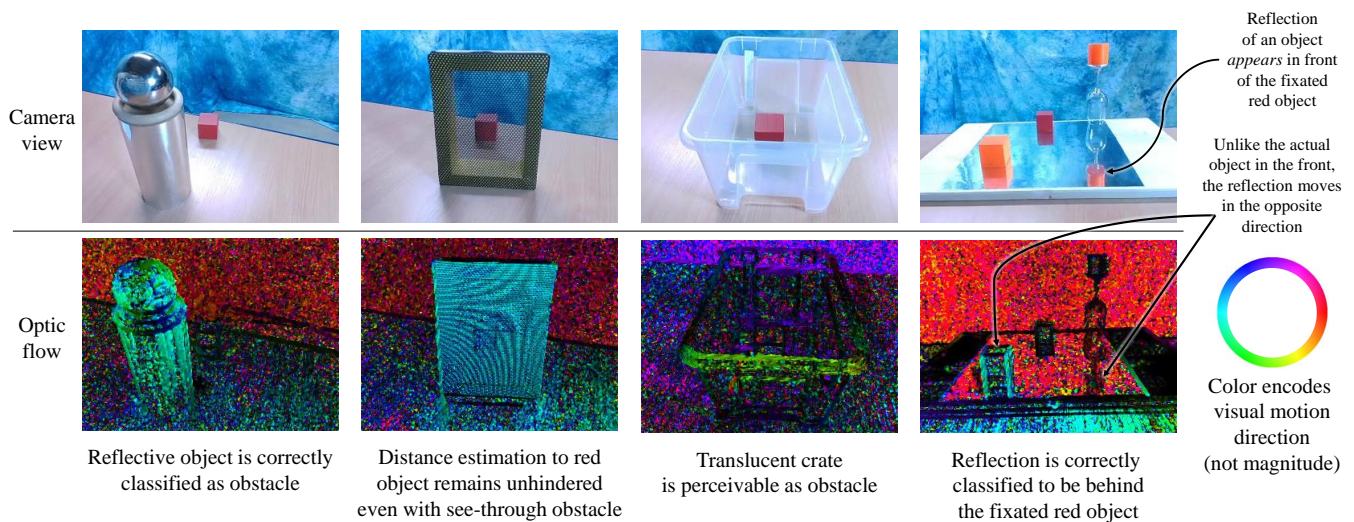 Camera
view
Reflection
of an object
appears in front
of the fixated
red object
Unlike the actual
object in the front,
the reflection moves
in the opposite
direction
Optic
flow
Color encodes
visual motion
direction
(not magnitude)
Reflective object is correctly
classified as obstacle
Distance estimation to red
object remains unhindered
even with see-through obstacle
Translucent crate
is perceivable as obstacle
Reflection is correctly
classified to be behind
the fixated red object